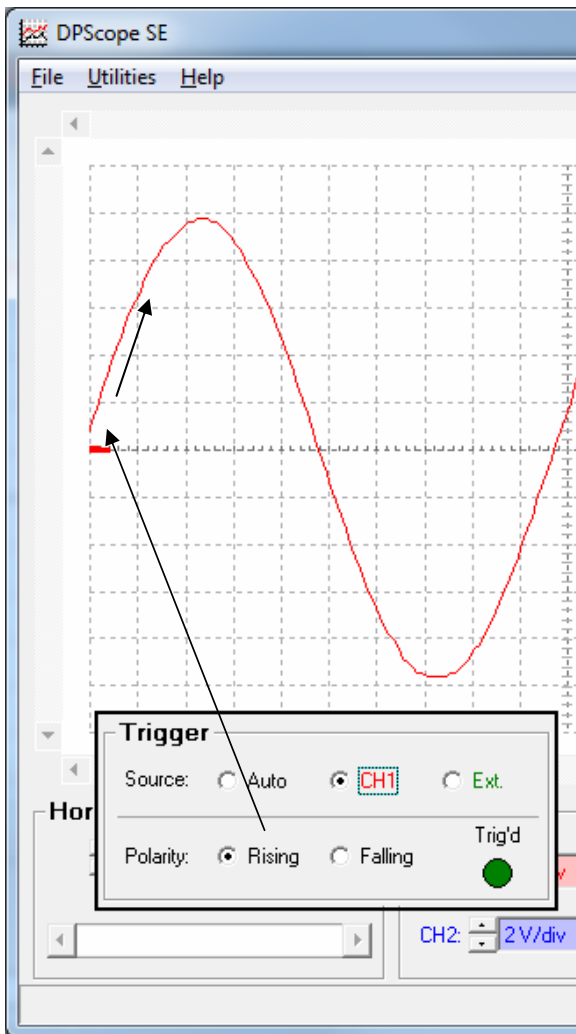 DPScope SE
File Utilities Help
Trigger
Source: Auto CH1 Ext.
Hor
Polarity: Rising Falling Trig'd
v
CH2: 2 V/div